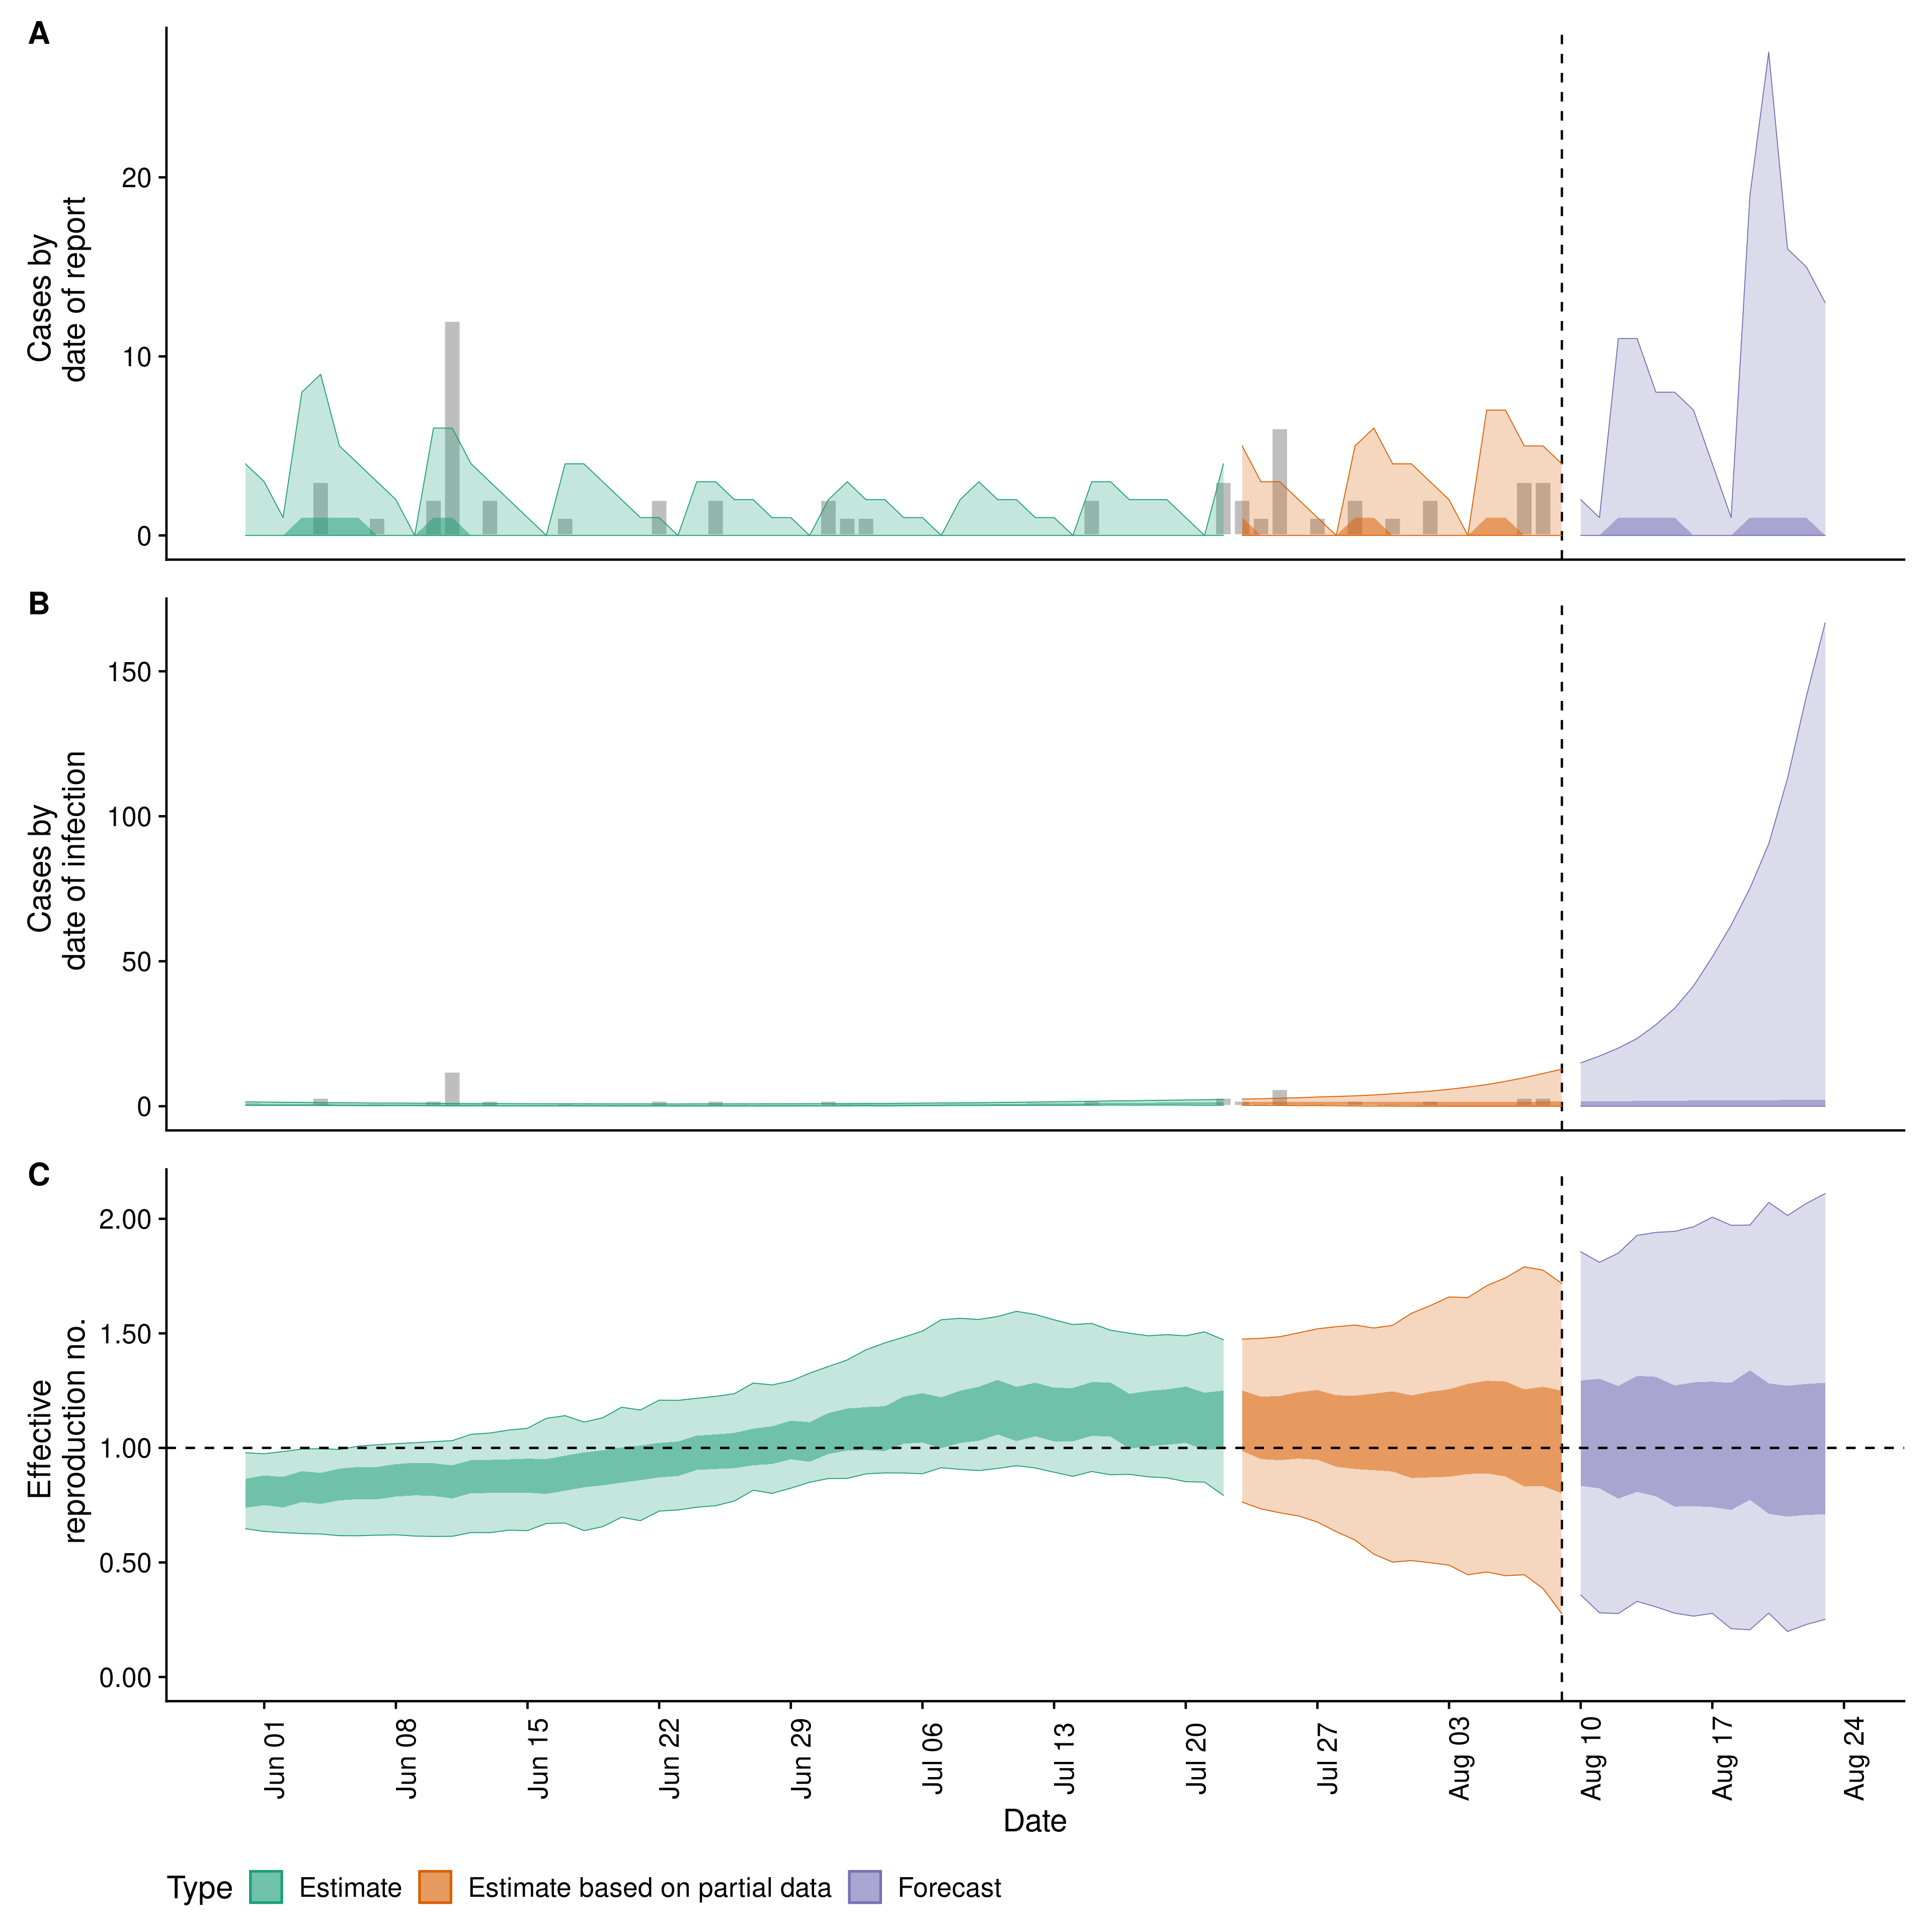 A
Cases by
date of report
20
10
0
B
Cases by
date of infection
150
100
50
0
C
Effective
reproduction no.
2.00
1.50
1.00
0.50
0.00
Jun 01
Jun 08
Jun 15
Jun 22
Jun 29
Jul 06
Jul 13
Jul 20
Jul 27
Aug 03
Aug 10
Aug 17
Aug 24
Date
Type Estimate Estimate based on partial data Forecast